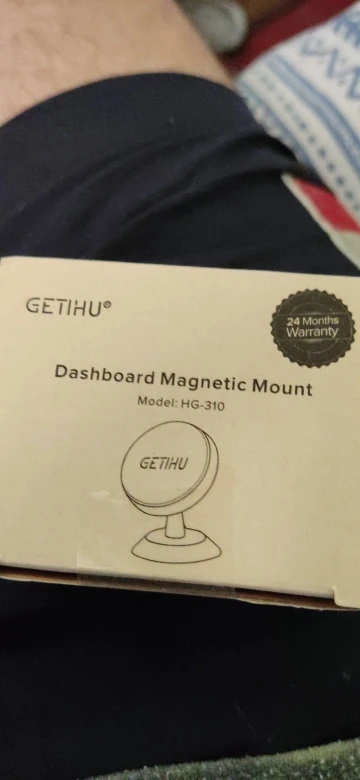 GETIHU®
24 Months
Warranty
Dashboard Magnetic Mount
Model: HG-310
GETIHU